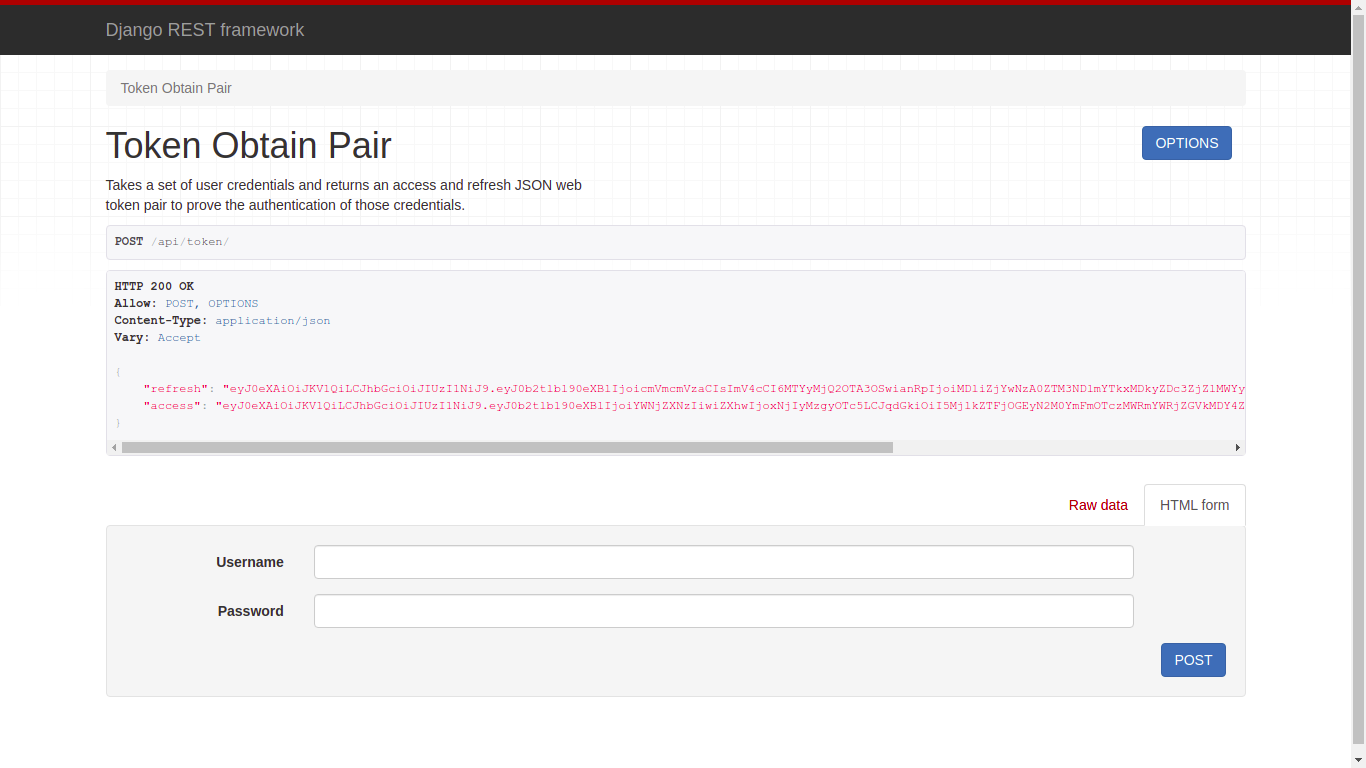 Django REST framework
Token Obtain Pair
Token Obtain Pair
OPTIONS
Takes a set of user credentials and returns an access and refresh JSON web
token pair to prove the authentication of those credentials.
POST /api/token/
HTTP 200 OK
Allow: POST, OPTIONS
Content-Type: application/json
Vary: Accept
{
"refresh": "eyJ0eXAiOiJKV1QiLCJhbGciOiJIUzI1NiJ9.eyJ0b2tlbl90eXBlIjoicmVmcmVzaCIsImV4cCI6MTYyMjQ2OTA3OSwianRpIjoiMDliZjYwNzA0ZTM3NDlmYTkxMDkyZDc3ZjZlMWYy
"access": "eyJ0eXAiOiJKV1QiLCJhbGciOiJIUzI1NiJ9.eyJ0b2tlbl90eXBlIjoiYWNjZXNzIiwiZXhwIjoxNjIyMzgyOTc5LCJqdGkiOiI5MjlkZTFjOGEyN2M0YmFmOTczMWRmYWRjZGVkMDY4Z
}
Raw data
HTML form
Username
Password
POST